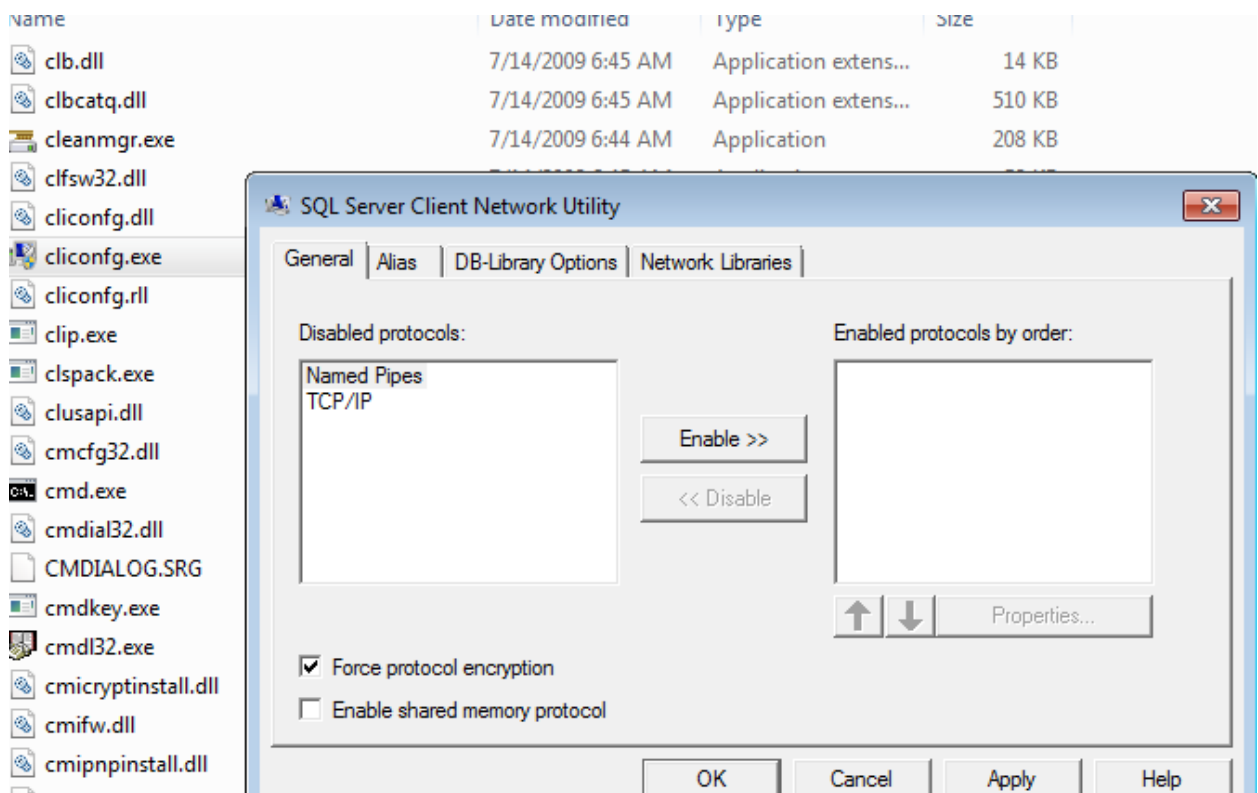 Name Date modified Type Size
clb.dll 7/14/2009 6:45 AM Application extens... 14 KB
clbcatq.dll 7/14/2009 6:45 AM Application extens... 510 KB
cleanmgr.exe 7/14/2009 6:44 AM Application 208 KB
clfsw32.dll
cliconfg.dll
cliconfg.exe
cliconfg.rll
clip.exe
clspack.exe
clusapi.dll
cmcfg32.dll
cmd.exe
cmdial32.dll
CMDIALOG.SRG
cmdkey.exe
cmdl32.exe
cmicryptinstall.dll
cmifw.dll
cmipnpinstall.dll
SQL Server Client Network Utility
General Alias DB-Library Options Network Libraries
Disabled protocols: Enabled protocols by order:
Named Pipes
TCP/IP
Enable >>
<< Disable
Properties...
Force protocol encryption
Enable shared memory protocol
OK Cancel Apply Help